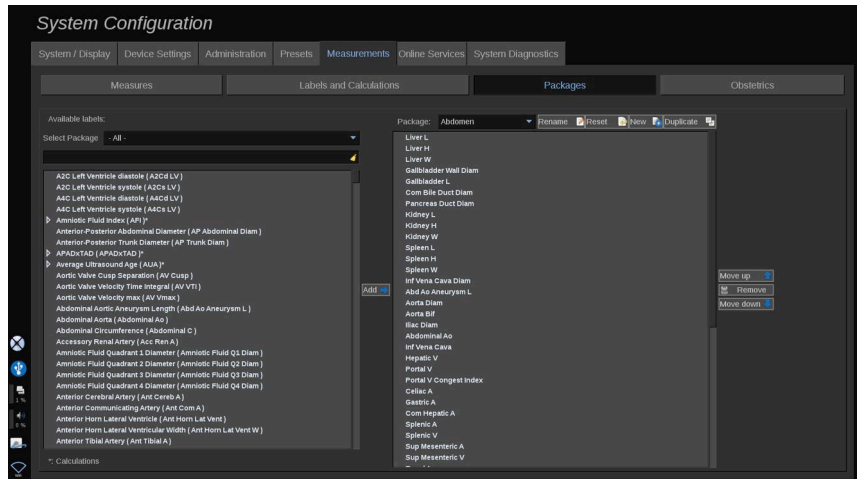 System Configuration
System / Display Device Settings Administration Presets Measurements Online Services System Diagnostics
Measures Labels and Calculations Packages Obstetrics
Available labels:
Select Package - All -
A2C Left Ventricle diastole ( A2Cd LV )
A2C Left Ventricle systole ( A2Cs LV )
A4C Left Ventricle diastole ( A4Cd LV )
A4C Left Ventricle systole ( A4Cs LV )
Amniotic Fluid Index ( AFI )*
Anterior-Posterior Abdominal Diameter ( AP Abdominal Diam )
Anterior-Posterior Trunk Diameter ( AP Trunk Diam )
APADxTAD ( APADxTAD )*
Average Ultrasound Age ( AUA )*
Aortic Valve Cusp Separation ( AV Cusp )
Aortic Valve Velocity Time Integral ( AV VTI )
Aortic Valve Velocity max ( AV Vmax )
Abdominal Aortic Aneurysm Length ( Abd Ao Aneurysm L )
Abdominal Aorta ( Abdominal Ao )
Abdominal Circumference ( Abdominal C )
Accessory Renal Artery ( Acc Ren A )
Amniotic Fluid Quadrant 1 Diameter ( Amniotic Fluid Q1 Diam )
Amniotic Fluid Quadrant 2 Diameter ( Amniotic Fluid Q2 Diam )
Amniotic Fluid Quadrant 3 Diameter ( Amniotic Fluid Q3 Diam )
Amniotic Fluid Quadrant 4 Diameter ( Amniotic Fluid Q4 Diam )
Anterior Cerebral Artery ( Ant Cereb A )
Anterior Communicating Artery ( Ant Com A )
Anterior Horn Lateral Ventricle ( Ant Horn Lat Vent )
Anterior Horn Lateral Ventricular Width ( Ant Horn Lat Vent W )
Anterior Tibial Artery ( Ant Tibial A )
*: Calculations
Add
Package: Abdomen Rename Reset New Duplicate
Liver L
Liver H
Liver W
Gallbladder Wall Diam
Gallbladder L
Com Bile Duct Diam
Pancreas Duct Diam
Kidney L
Kidney H
Kidney W
Spleen L
Spleen H
Spleen W
Inf Vena Cava Diam
Abd Ao Aneurysm L
Aorta Diam
Aorta Bif
Iliac Diam
Abdominal Ao
Inf Vena Cava
Hepatic V
Portal V
Portal V Congest Index
Celiac A
Gastric A
Com Hepatic A
Splenic A
Splenic V
Sup Mesenteric A
Sup Mesenteric V
Move up
Remove
Move down
1 %
0 %